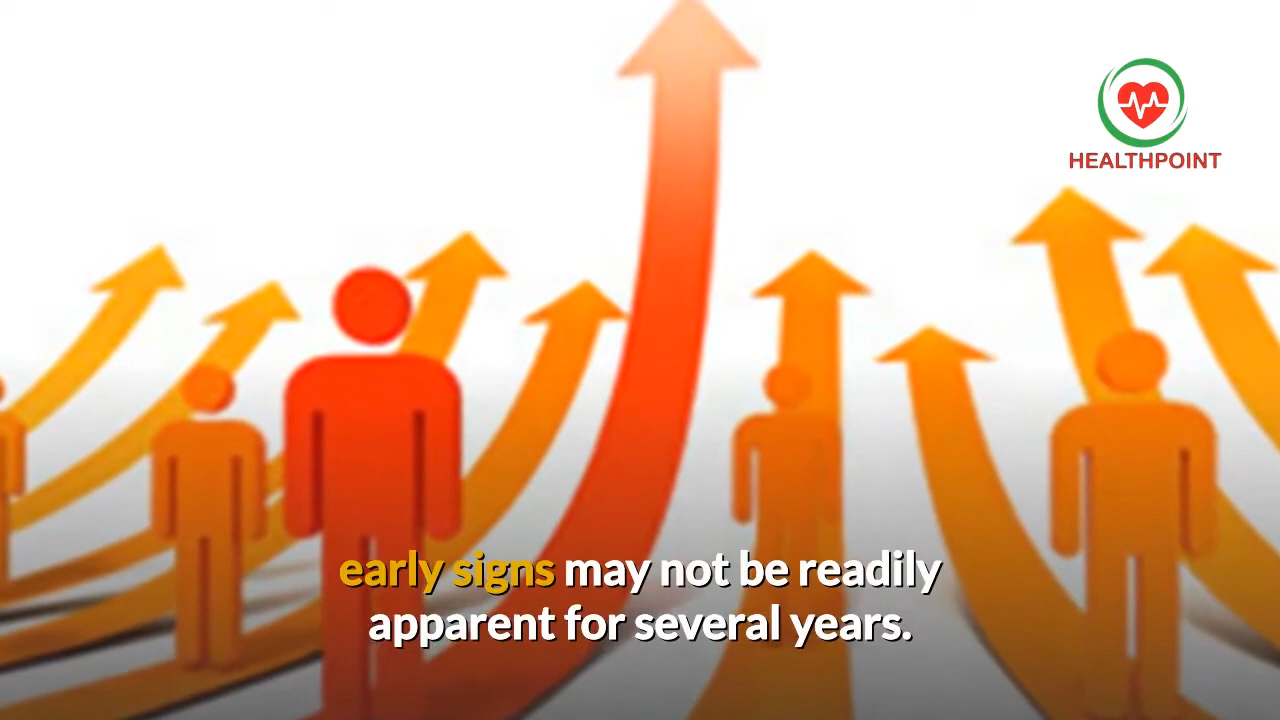 HEALTHPOINT
early signs may not be readily
apparent for several years.